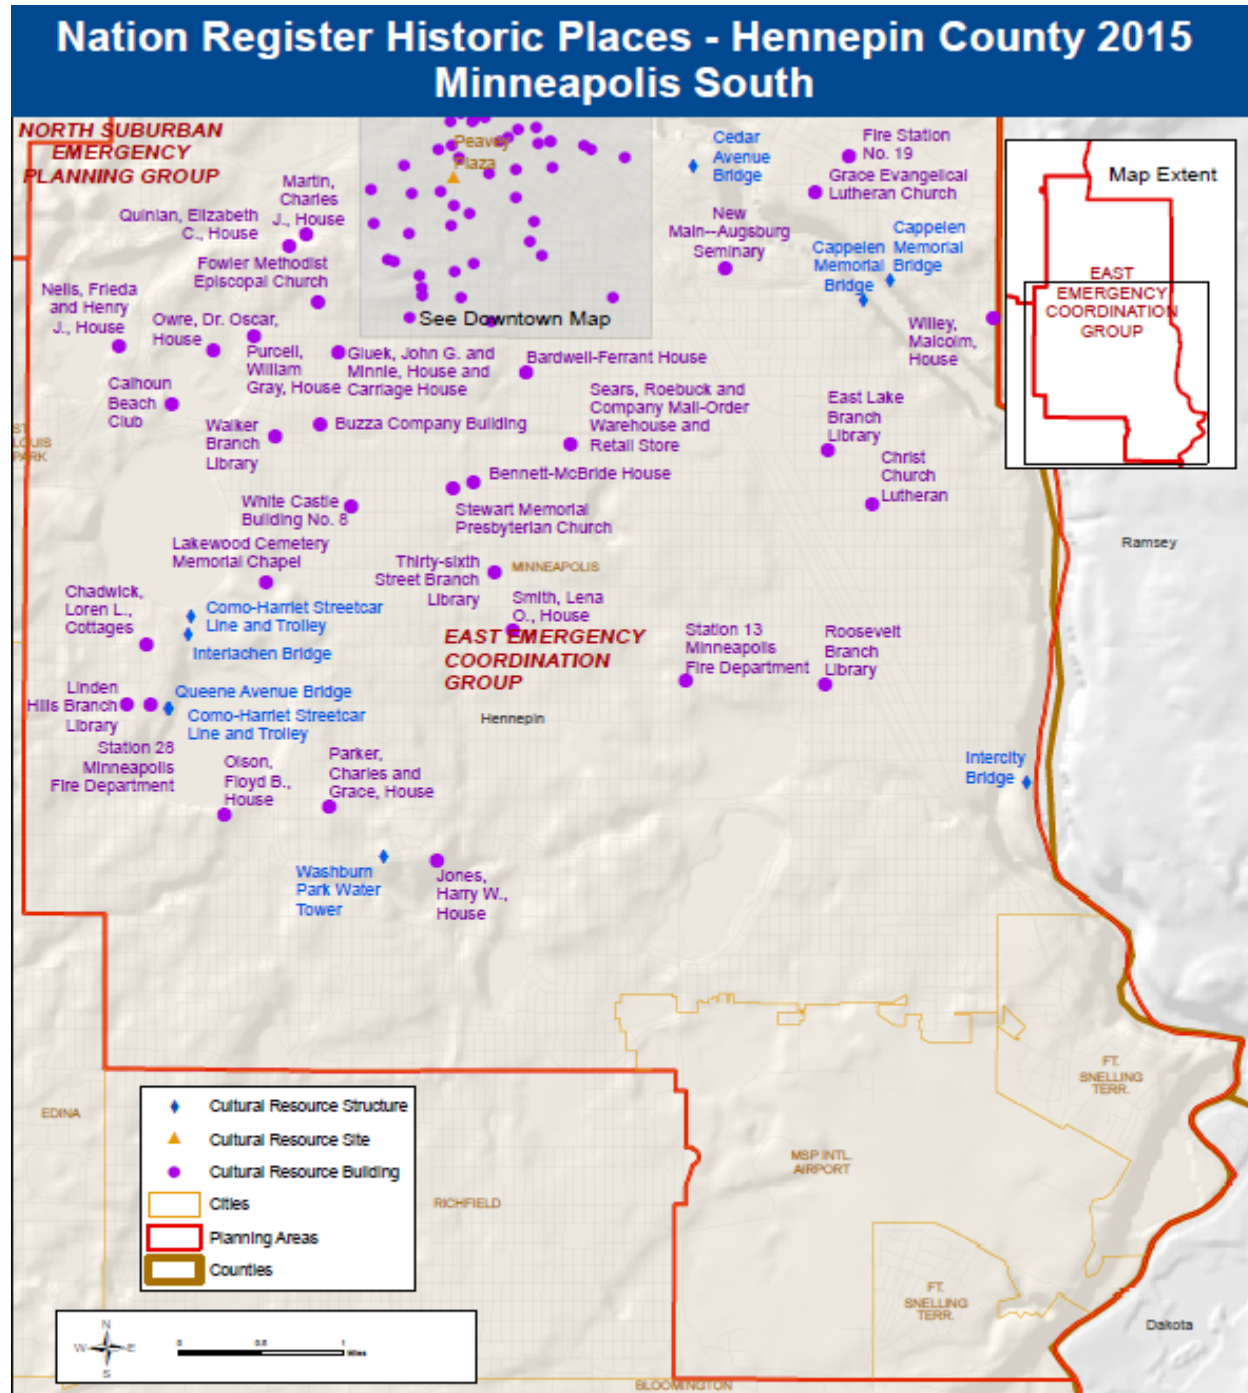 Nation Register Historic Places - Hennepin County 2015
Minneapolis South
NORTH SUBURBAN
EMERGENCY
PLANNING GROUP
Peavey
Plaza
Cedar
Avenue
Bridge
Fire Station
No. 19
Grace Evangelical
Lutheran Church
Map Extent
EAST
EMERGENCY
COORDINATION
GROUP
Martin,
Charles
J., House
Quinlan, Elizabeth
C., House
Fowler Methodist
Episcopal Church
New
Main--Augsburg
Seminary
Cappelen
Memorial
Bridge
Cappelen
Memorial
Bridge
Nells, Frieda
and Henry
J., House
Owre, Dr. Oscar,
House
Purcell,
William
Gray, House
See Downtown Map
Gluek, John G. and
Minnie, House and
Carriage House
Bardwell-Ferrant House
Willey,
Malcolm,
House
Calhoun
Beach
Club
Sears, Roebuck and
Company Mail-Order
Warehouse and
Retail Store
East Lake
Branch
Library
ST.
LOUIS
PARK
Walker
Branch
Library
Buzza Company Building
Christ
Church
Lutheran
Bennett-McBride House
White Castle
Building No. 8
Stewart Memorial
Presbyterian Church
Ramsey
Lakewood Cemetery
Memorial Chapel
Thirty-sixth
Street Branch
Library
MINNEAPOLIS
Chadwick,
Loren L.,
Cottages
Como-Harriet Streetcar
Line and Trolley
Interlachen Bridge
Smith, Lena
O., House
EAST EMERGENCY
COORDINATION
GROUP
Station 13
Minneapolis
Fire Department
Roosevelt
Branch
Library
Linden
Hills Branch
Library
Queene Avenue Bridge
Como-Harriet Streetcar
Line and Trolley
Hennepin
Station 28
Minneapolis
Fire Department
Olson,
Floyd B.,
House
Parker,
Charles and
Grace, House
Intercity
Bridge
Washburn
Park Water
Tower
Jones,
Harry W.,
House
FT.
SNELLING
TERR.
EDINA
Cultural Resource Structure
Cultural Resource Site
Cultural Resource Building
Cities
Planning Areas
Counties
RICHFIELD
MSP INTL.
AIRPORT
FT.
SNELLING
TERR.
Dakota
N
W E
S
0 0.5 1
Miles
BLOOMINGTON